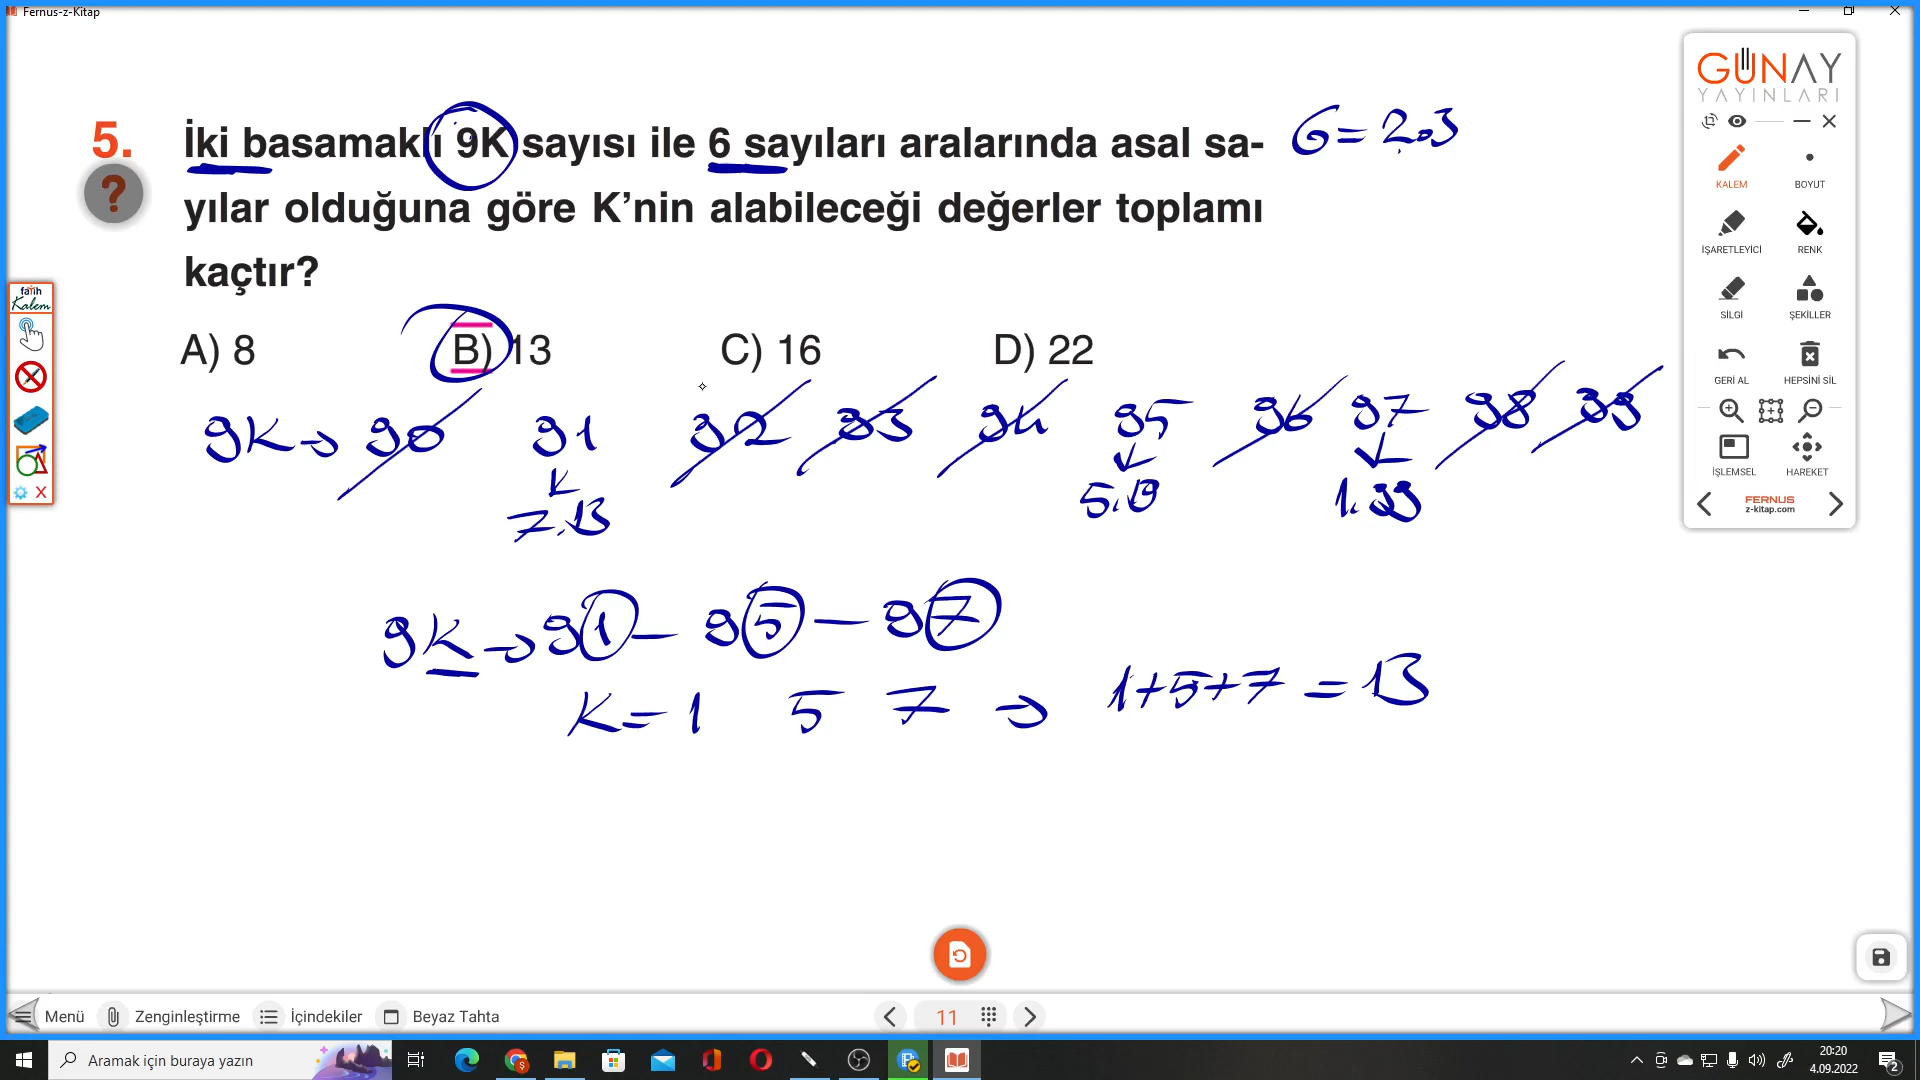 Fernus-z-Kitap
5. İki basamaklı 9K sayısı ile 6 sayıları aralarında asal sa-
yılar olduğuna göre K’nin alabileceği değerler toplamı
kaçtır?
6=2.3
?
A) 8 B) 13 C) 16 D) 22
9K→ 90 91 92 93 94 95 96 97 98 99
7.13 5.19 1.99
9K→91 – 95 – 97
K=1 5 7 → 1+5+7=13
fatih
Kalem
X
GÜNAY
YAYINLARI
KALEM BOYUT
İŞARETLEYİCİ RENK
SİLGİ ŞEKİLLER
GERİ AL HEPSİNİ SİL
İŞLEMSEL HAREKET
FERNUS
z-kitap.com
Menü Zenginleştirme İçindekiler Beyaz Tahta 11
Aramak için buraya yazın
20:20
4.09.2022
2